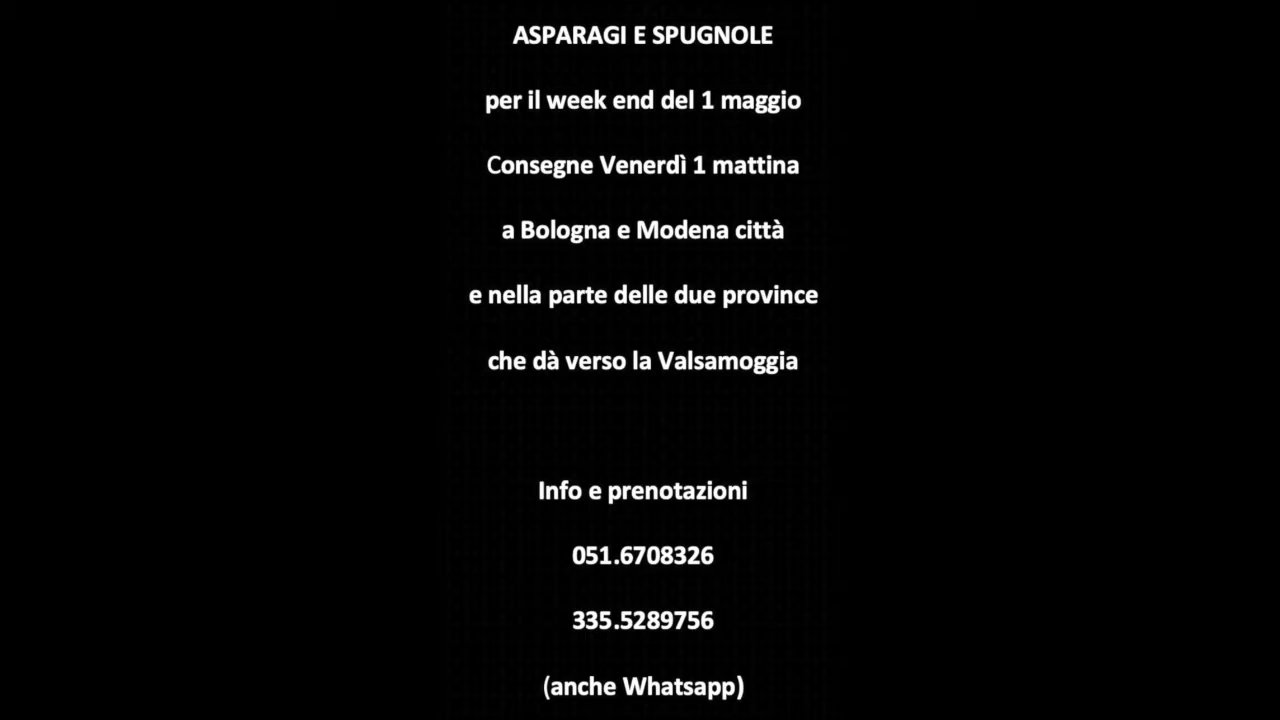 ASPARAGI E SPUGNOLE
per il week end del 1 maggio
Consegne Venerdì 1 mattina
a Bologna e Modena città
e nella parte delle due province
che dà verso la Valsamoggia
Info e prenotazioni
051.6708326
335.5289756
(anche Whatsapp)